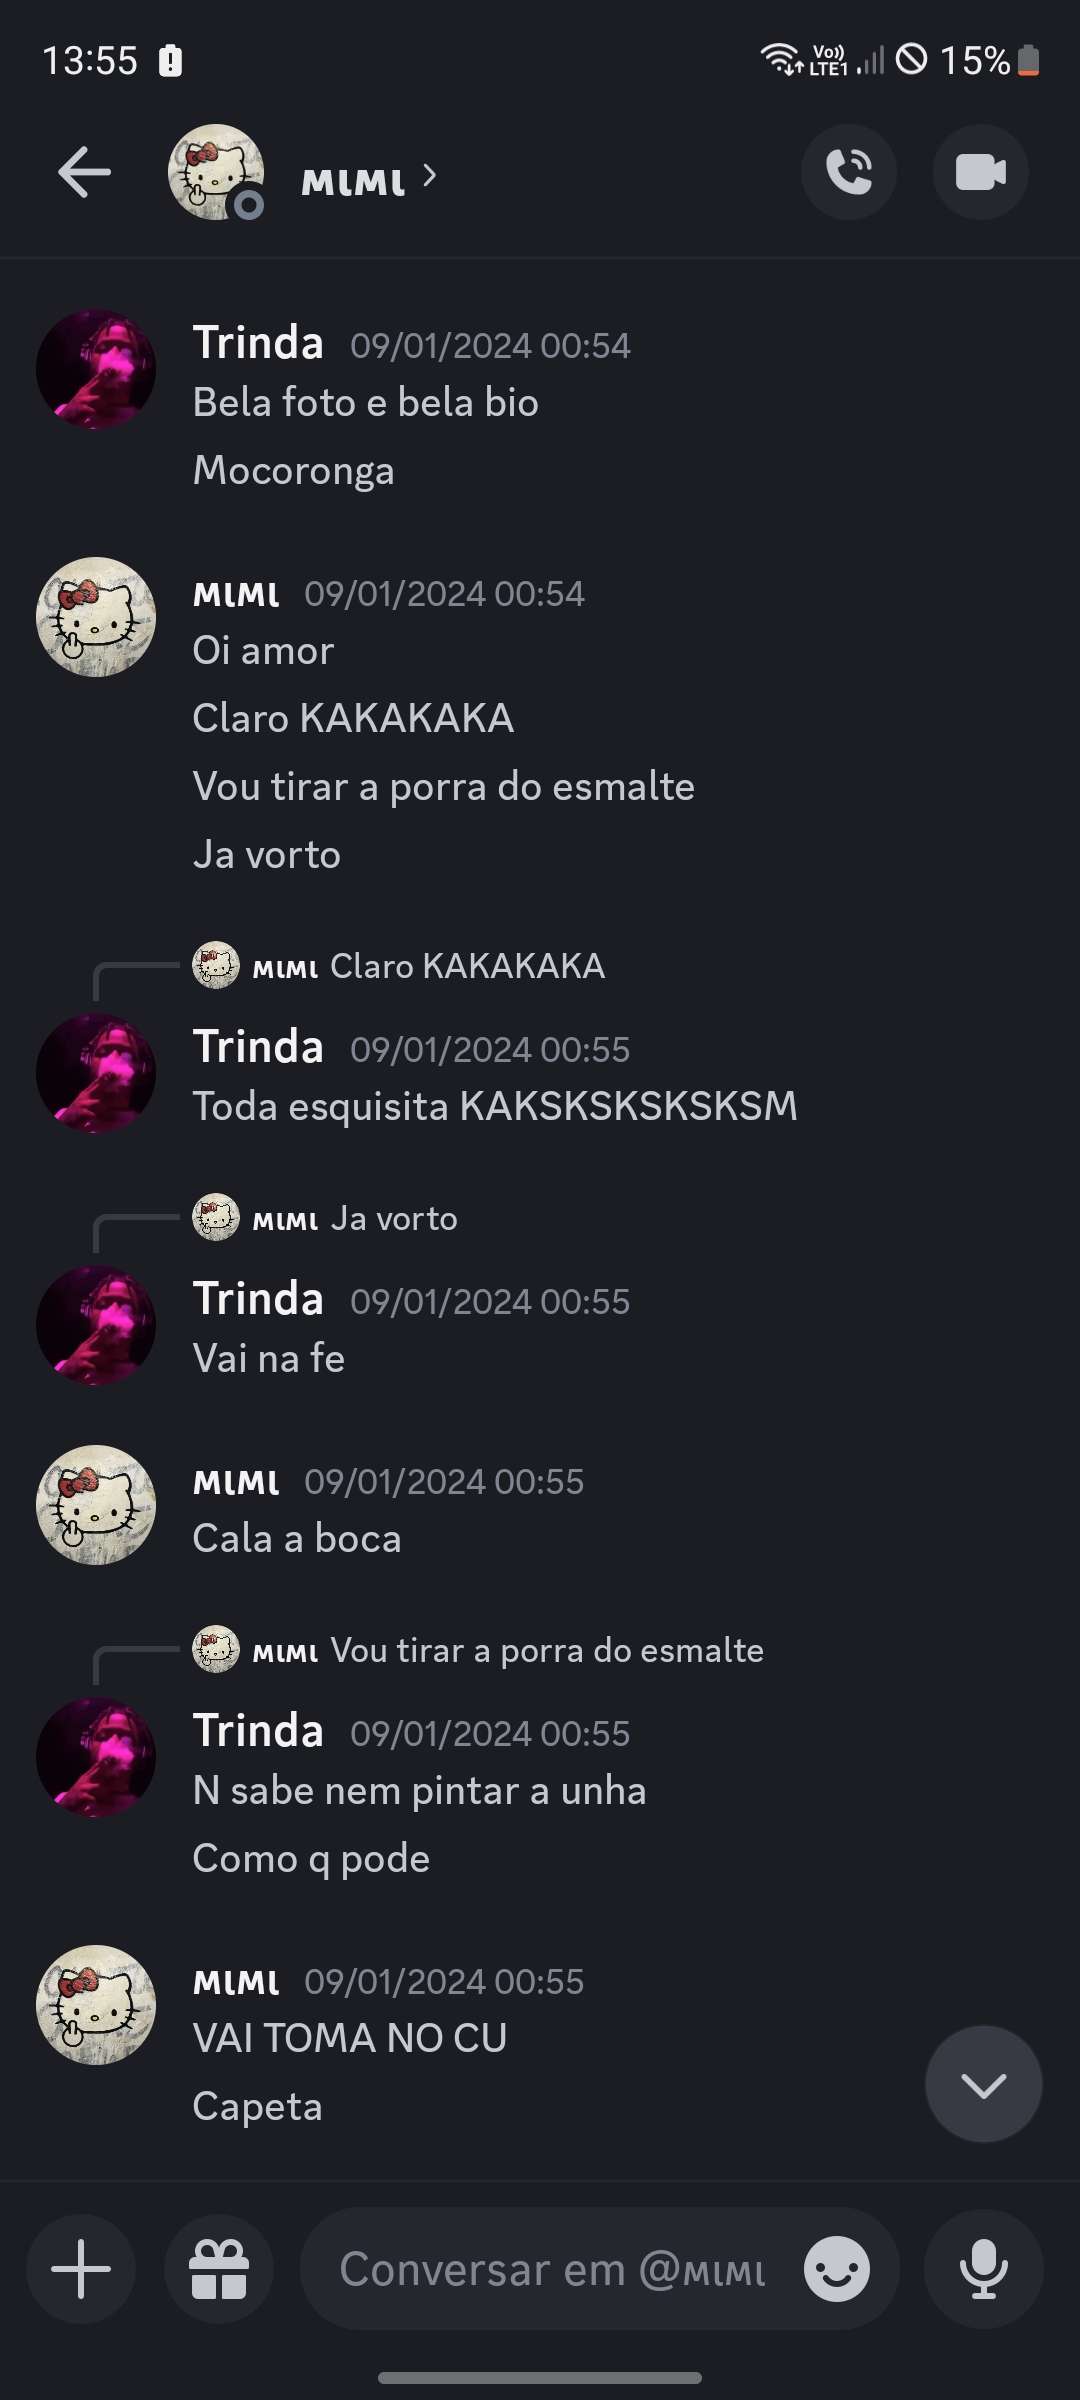 13:55
Vo)) LTE1 15%
ᴍɩᴍɩ
Trinda 09/01/2024 00:54
Bela foto e bela bio
Mocoronga
ᴍɩᴍɩ 09/01/2024 00:54
Oi amor
Claro KAKAKAKA
Vou tirar a porra do esmalte
Ja vorto
ᴍɩᴍɩ Claro KAKAKAKA
Trinda 09/01/2024 00:55
Toda esquisita KAKSKSKSKSKSM
ᴍɩᴍɩ Ja vorto
Trinda 09/01/2024 00:55
Vai na fe
ᴍɩᴍɩ 09/01/2024 00:55
Cala a boca
ᴍɩᴍɩ Vou tirar a porra do esmalte
Trinda 09/01/2024 00:55
N sabe nem pintar a unha
Como q pode
ᴍɩᴍɩ 09/01/2024 00:55
VAI TOMA NO CU
Capeta
Conversar em @ᴍɩᴍɩ